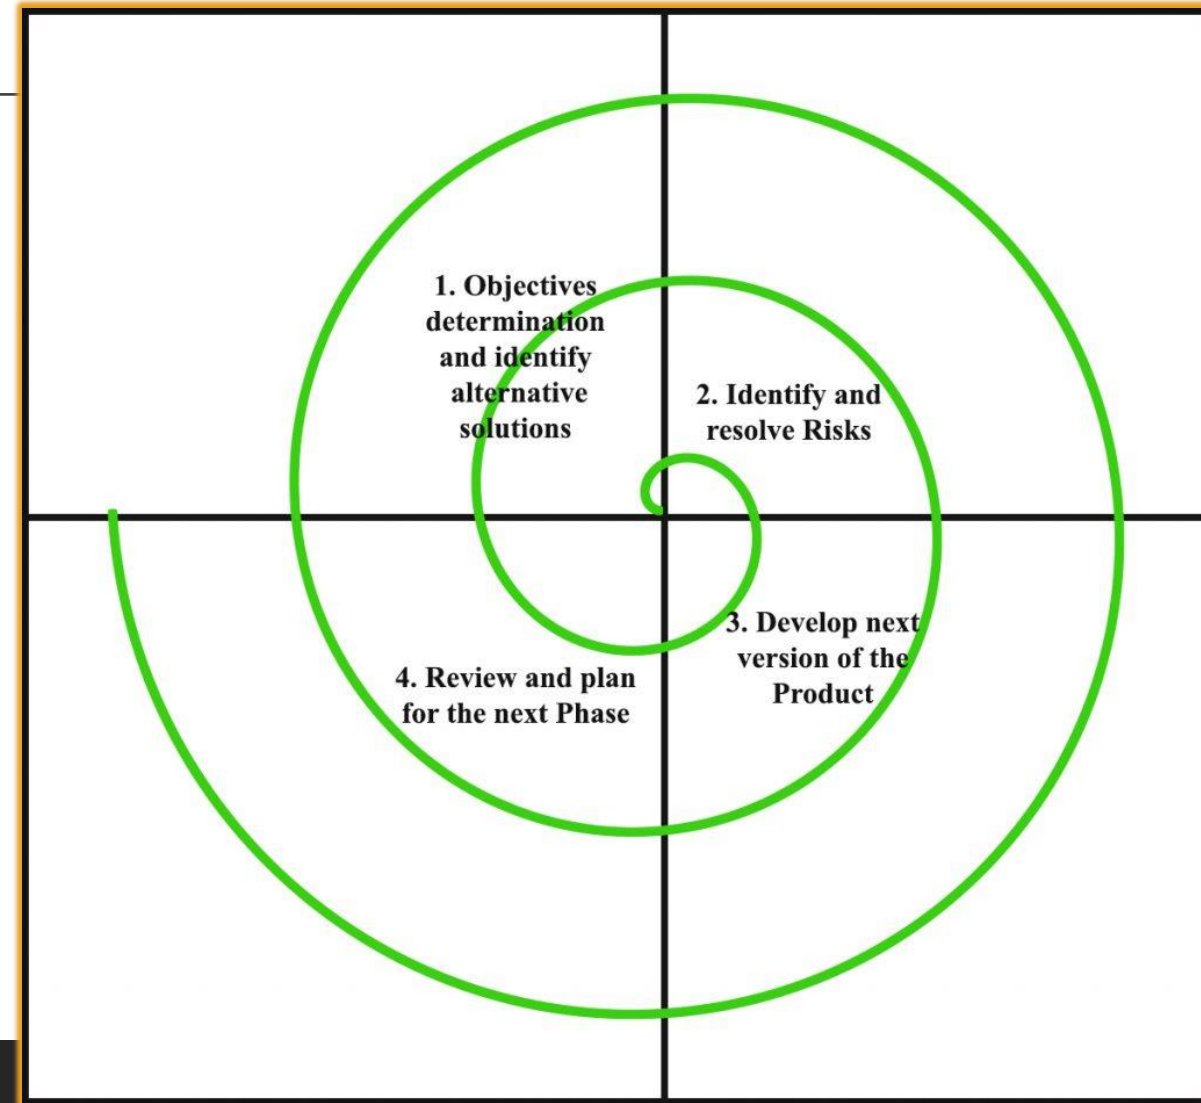 1. Objectives
determination
and identify
alternative
solutions
2. Identify and
resolve Risks
3. Develop next
version of the
Product
4. Review and plan
for the next Phase